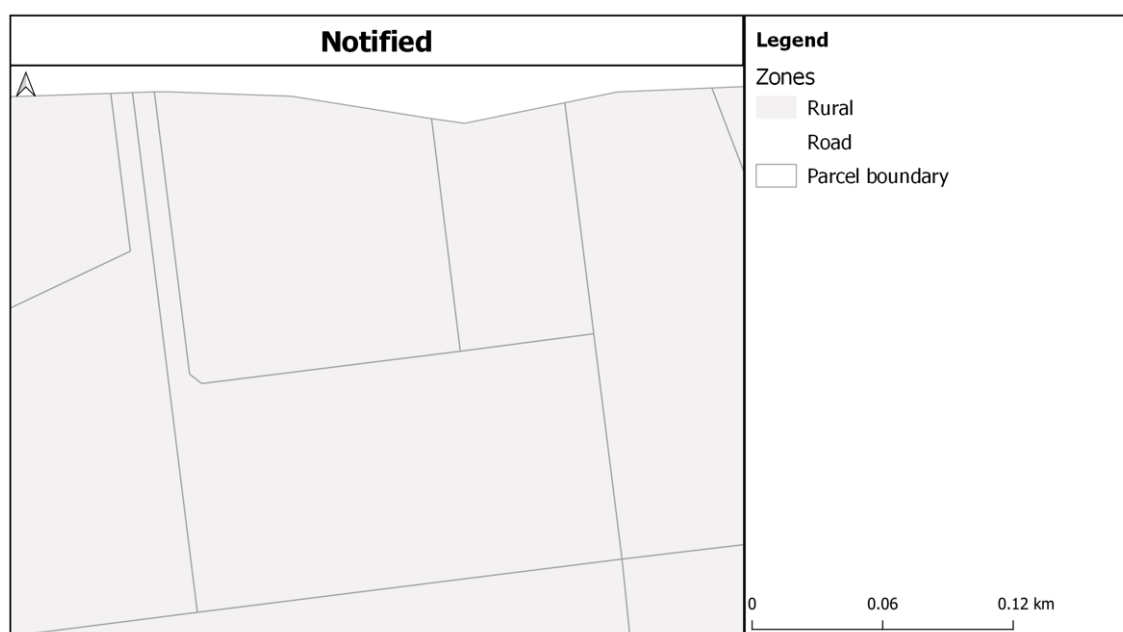 Notified
Legend
Zones
Rural
Road
Parcel boundary
0 0.06 0.12 km